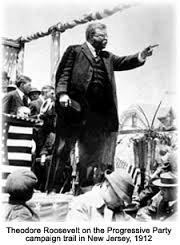 Theodore Roosevelt on the Progressive Party
campaign trail in New Jersey, 1912